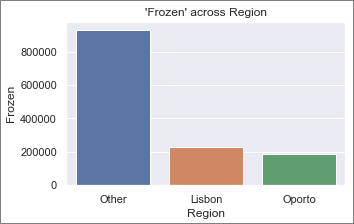 'Frozen' across Region
Frozen
800000
600000
400000
200000
0
Other Lisbon Oporto
Region